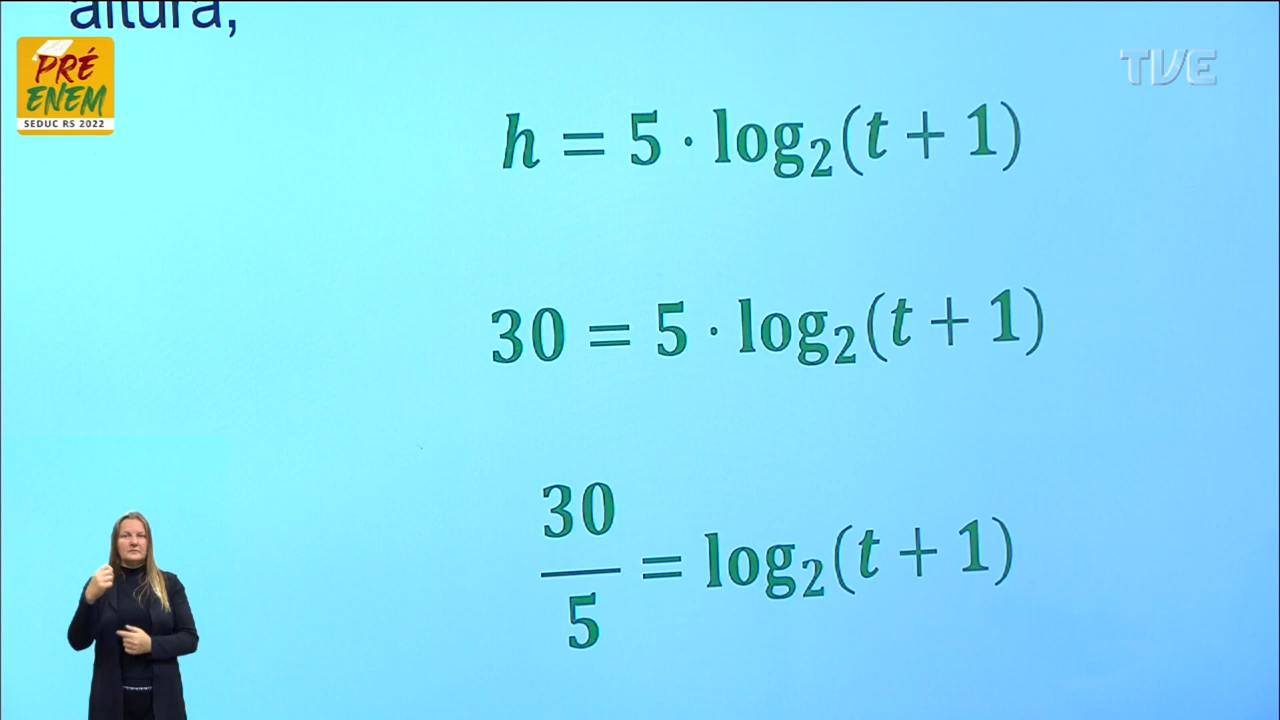 altura,
PRÉ
ENEM
SEDUC RS 2022
TVE
h = 5 · log₂(t + 1)
30 = 5 · log₂(t + 1)
30/5 = log₂(t + 1)